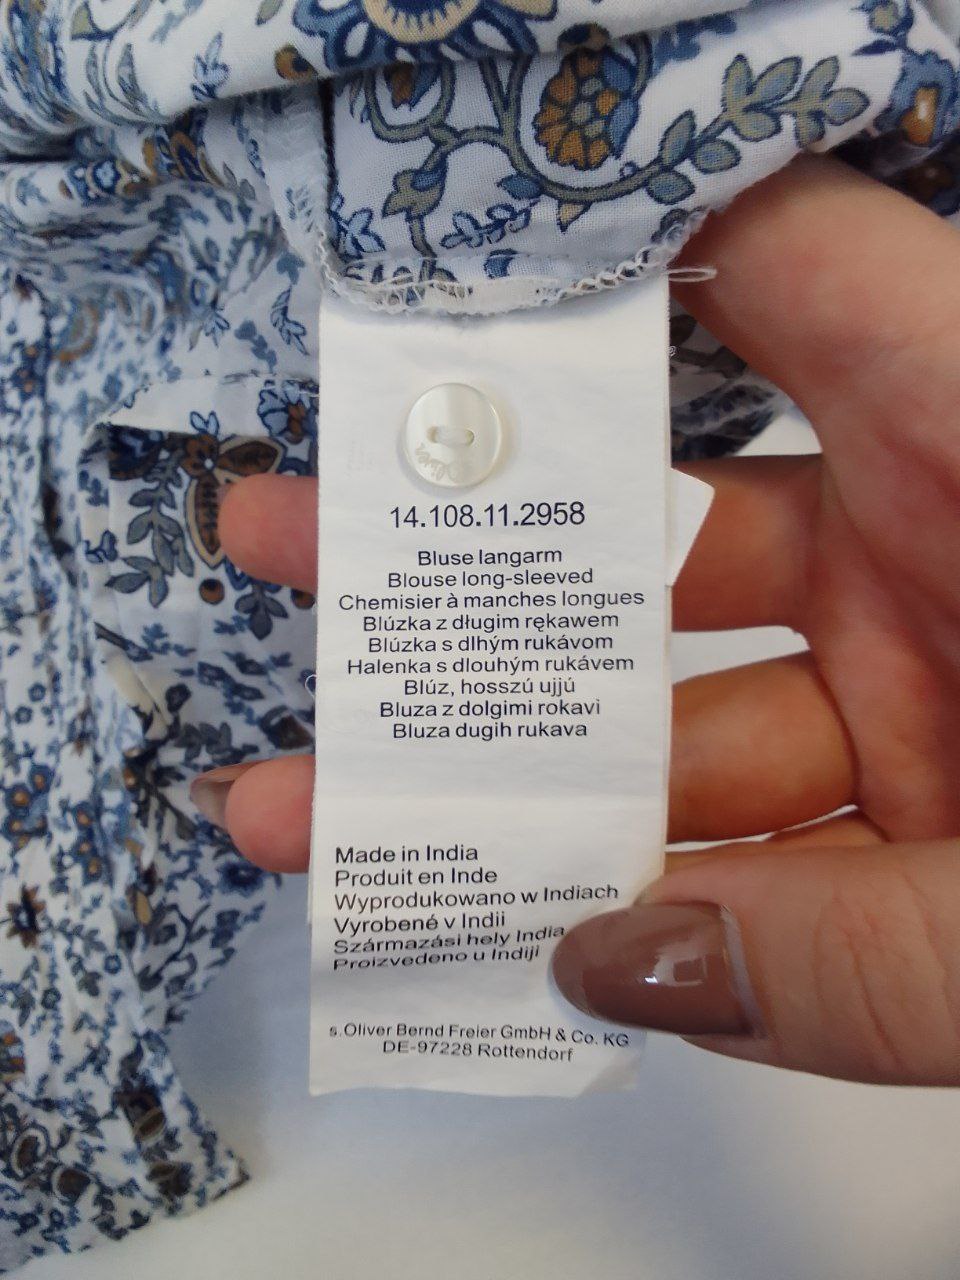 s.Oliver
14.108.11.2958
Bluse langarm
Blouse long-sleeved
Chemisier à manches longues
Blúzka z długim rękawem
Blúzka s dlhým rukávom
Halenka s dlouhým rukávem
Blúz, hosszú ujjú
Bluza z dolgimi rokavi
Bluza dugih rukava
Made in India
Produit en Inde
Wyprodukowano w Indiach
Vyrobené v Indii
Származási hely India
Proizvedeno u Indiji
s.Oliver Bernd Freier GmbH & Co. KG
DE-97228 Rottendorf